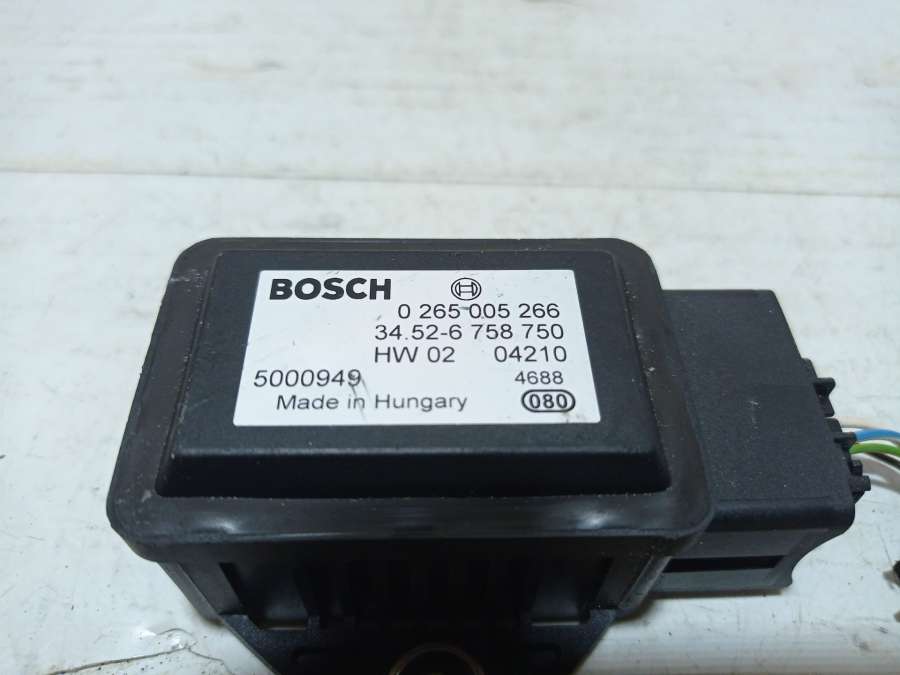 BOSCH
0 265 005 266
34.52-6 758 750
HW 02 04210
5000949 4688
Made in Hungary 080